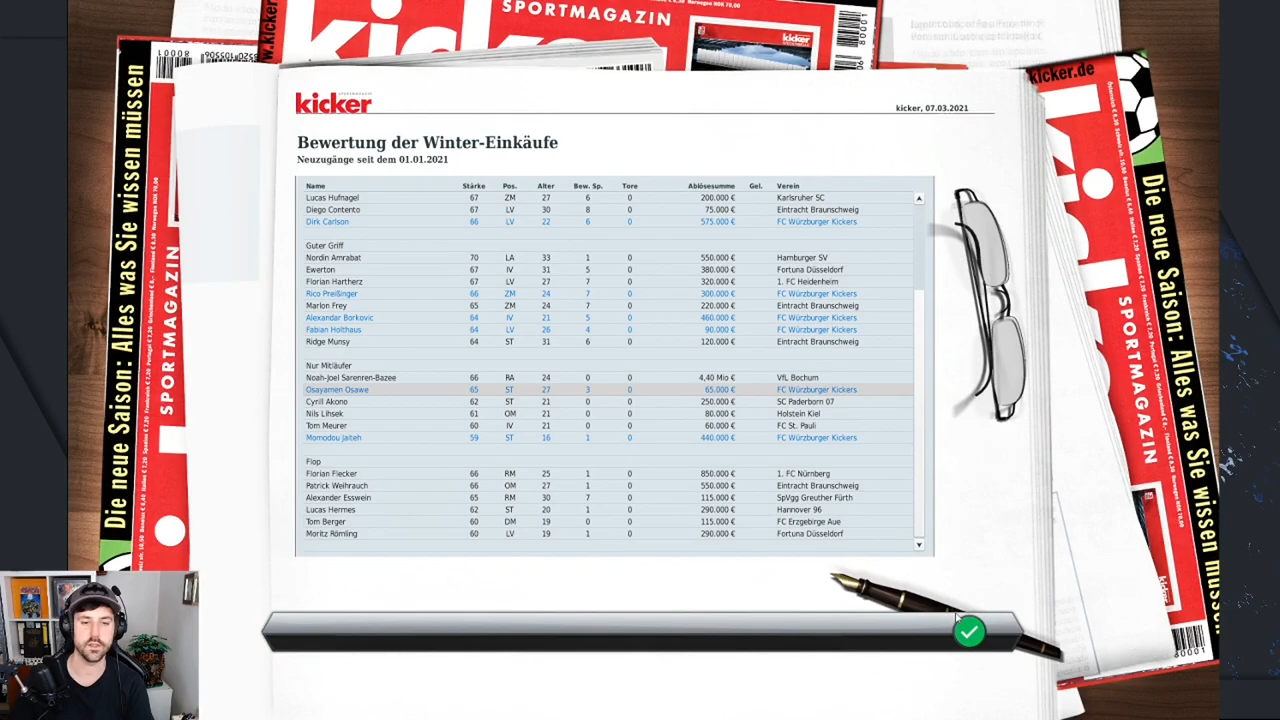 www.kicker
SPORTMAGAZIN
kicker
80001
kicker.de
Die neue Saison: Alles was Sie wissen müssen
SPORTMAGAZIN
kicker
kicker, 07.03.2021
Bewertung der Winter-Einkäufe
Neuzugänge seit dem 01.01.2021
Name Stärke Pos. Alter Bew. Sp. Tore Ablösesumme Gel. Verein
Lucas Hufnagel 67 ZM 27 6 0 200.000 € Karlsruher SC
Diego Contento 67 LV 30 8 0 75.000 € Eintracht Braunschweig
Dirk Carlson 66 LV 22 6 0 575.000 € FC Würzburger Kickers
Guter Griff
Nordin Amrabat 70 LA 33 1 0 550.000 € Hamburger SV
Ewerton 67 IV 31 5 0 380.000 € Fortuna Düsseldorf
Florian Hartherz 67 LV 27 7 0 320.000 € 1. FC Heidenheim
Rico Preißinger 66 ZM 24 7 0 300.000 € FC Würzburger Kickers
Marlon Frey 65 ZM 24 7 0 220.000 € Eintracht Braunschweig
Alexandar Borkovic 64 IV 21 5 0 460.000 € FC Würzburger Kickers
Fabian Holthaus 64 LV 26 4 0 90.000 € FC Würzburger Kickers
Ridge Munsy 64 ST 31 6 0 120.000 € Eintracht Braunschweig
Nur Mitläufer
Noah-Joel Sarenren-Bazee 66 RA 24 0 0 4,40 Mio € VfL Bochum
Osayamen Osawe 65 ST 27 3 0 65.000 € FC Würzburger Kickers
Cyrill Akono 62 ST 21 0 0 250.000 € SC Paderborn 07
Nils Lihsek 61 OM 21 0 0 80.000 € Holstein Kiel
Tom Meurer 60 IV 21 0 0 60.000 € FC St. Pauli
Momodou Jaiteh 59 ST 16 1 0 440.000 € FC Würzburger Kickers
Flop
Florian Flecker 66 RM 25 1 0 850.000 € 1. FC Nürnberg
Patrick Weihrauch 66 OM 27 1 0 550.000 € Eintracht Braunschweig
Alexander Esswein 65 RM 30 7 0 115.000 € SpVgg Greuther Fürth
Lucas Hermes 62 ST 20 1 0 290.000 € Hannover 96
Tom Berger 60 DM 19 0 0 115.000 € FC Erzgebirge Aue
Moritz Römling 60 LV 19 1 0 290.000 € Fortuna Düsseldorf
Die neue Saison: Alles was Sie wissen müssen
SPORTMAGAZIN
80001